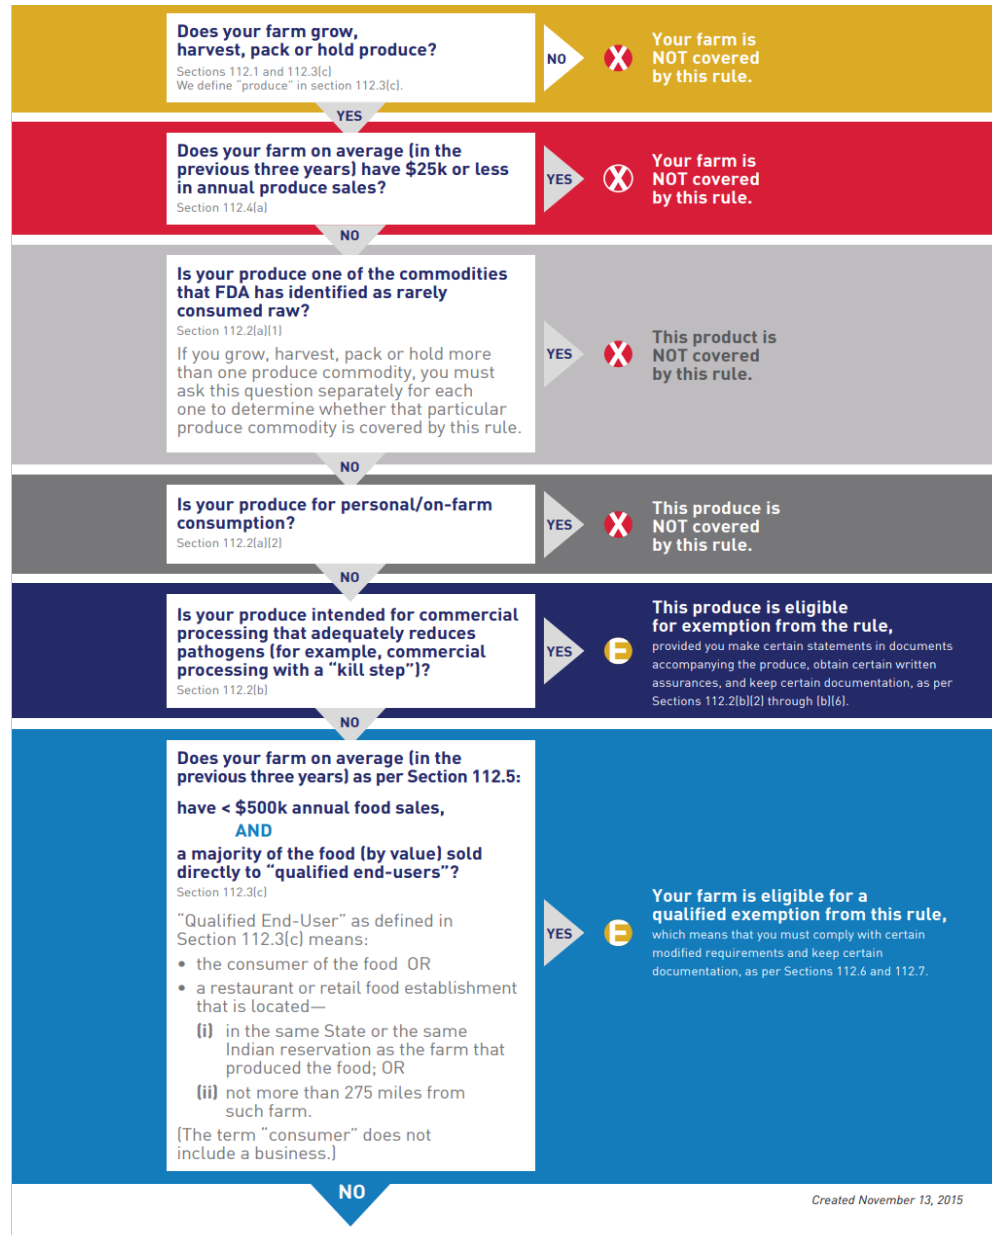 Does your farm grow,
harvest, pack or hold produce?
Sections 112.1 and 112.3(c)
We define “produce” in section 112.3(c).
NO
X
Your farm is
NOT covered
by this rule.
YES
Does your farm on average (in the
previous three years) have $25k or less
in annual produce sales?
Section 112.4(a)
YES
X
Your farm is
NOT covered
by this rule.
NO
Is your produce one of the commodities
that FDA has identified as rarely
consumed raw?
Section 112.2(a)(1)
If you grow, harvest, pack or hold more
than one produce commodity, you must
ask this question separately for each
one to determine whether that particular
produce commodity is covered by this rule.
YES
X
This product is
NOT covered
by this rule.
NO
Is your produce for personal/on-farm
consumption?
Section 112.2(a)(2)
YES
X
This produce is
NOT covered
by this rule.
NO
Is your produce intended for commercial
processing that adequately reduces
pathogens (for example, commercial
processing with a “kill step”)?
Section 112.2(b)
YES
E
This produce is eligible
for exemption from the rule,
provided you make certain statements in documents
accompanying the produce, obtain certain written
assurances, and keep certain documentation, as per
Sections 112.2(b)(2) through (b)(6).
NO
Does your farm on average (in the
previous three years) as per Section 112.5:
have < $500k annual food sales,
AND
a majority of the food (by value) sold
directly to “qualified end-users”?
Section 112.3(c)
“Qualified End-User” as defined in
Section 112.3(c) means:
• the consumer of the food OR
• a restaurant or retail food establishment
that is located—
(i) in the same State or the same
Indian reservation as the farm that
produced the food; OR
(ii) not more than 275 miles from
such farm.
(The term “consumer” does not
include a business.)
YES
E
Your farm is eligible for a
qualified exemption from this rule,
which means that you must comply with certain
modified requirements and keep certain
documentation, as per Sections 112.6 and 112.7.
NO
Created November 13, 2015